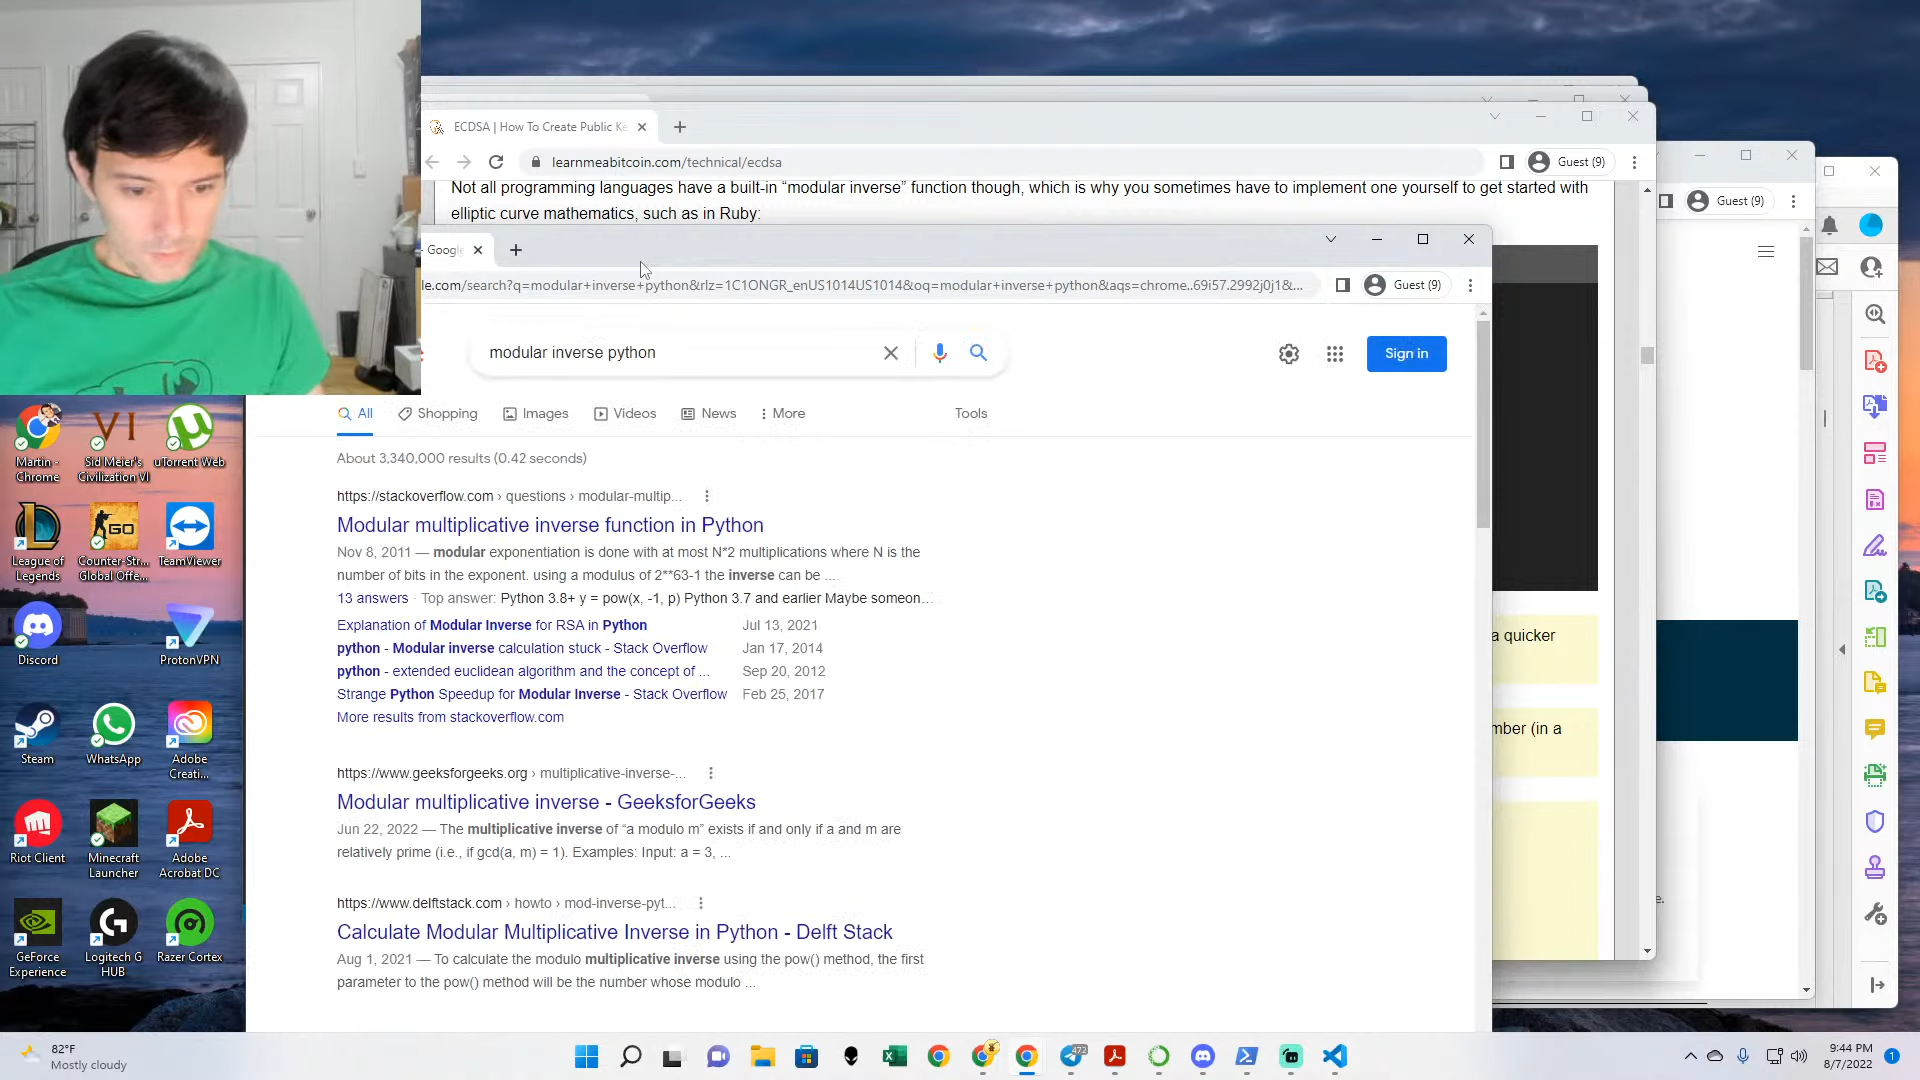 ECDSA | How To Create Public Ke
learnmeabitcoin.com/technical/ecdsa
Guest (9)
Not all programming languages have a built-in “modular inverse” function though, which is why you sometimes have to implement one yourself to get started with
elliptic curve mathematics, such as in Ruby:
Guest (9)
- Google
le.com/search?q=modular+inverse+python&rlz=1C1ONGR_enUS1014US1014&oq=modular+inverse+python&aqs=chrome..69i57.2992j0j1&...
Guest (9)
modular inverse python
Sign in
All
Shopping
Images
Videos
News
More
Tools
About 3,340,000 results (0.42 seconds)
https://stackoverflow.com › questions › modular-multip...
Modular multiplicative inverse function in Python
Nov 8, 2011 — modular exponentiation is done with at most N*2 multiplications where N is the
number of bits in the exponent. using a modulus of 2**63-1 the inverse can be ...
13 answers · Top answer: Python 3.8+ y = pow(x, -1, p) Python 3.7 and earlier Maybe someon...
Explanation of Modular Inverse for RSA in Python Jul 13, 2021
python - Modular inverse calculation stuck - Stack Overflow Jan 17, 2014
python - extended euclidean algorithm and the concept of ... Sep 20, 2012
Strange Python Speedup for Modular Inverse - Stack Overflow Feb 25, 2017
More results from stackoverflow.com
https://www.geeksforgeeks.org › multiplicative-inverse-...
Modular multiplicative inverse - GeeksforGeeks
Jun 22, 2022 — The multiplicative inverse of “a modulo m” exists if and only if a and m are
relatively prime (i.e., if gcd(a, m) = 1). Examples: Input: a = 3, ...
https://www.delftstack.com › howto › mod-inverse-pyt...
Calculate Modular Multiplicative Inverse in Python - Delft Stack
Aug 1, 2021 — To calculate the modulo multiplicative inverse using the pow() method, the first
parameter to the pow() method will be the number whose modulo ...
a quicker
mber (in a
e.
Martin -
Chrome
Sid Meier's
Civilization VI
uTorrent Web
League of
Legends
GO
Counter-Str...
Global Offe...
TeamViewer
Discord
ProtonVPN
Steam
WhatsApp
Adobe
Creati...
Riot Client
Minecraft
Launcher
Adobe
Acrobat DC
GeForce
Experience
Logitech G
HUB
Razer Cortex
82°F
Mostly cloudy
472
9:44 PM
8/7/2022
1